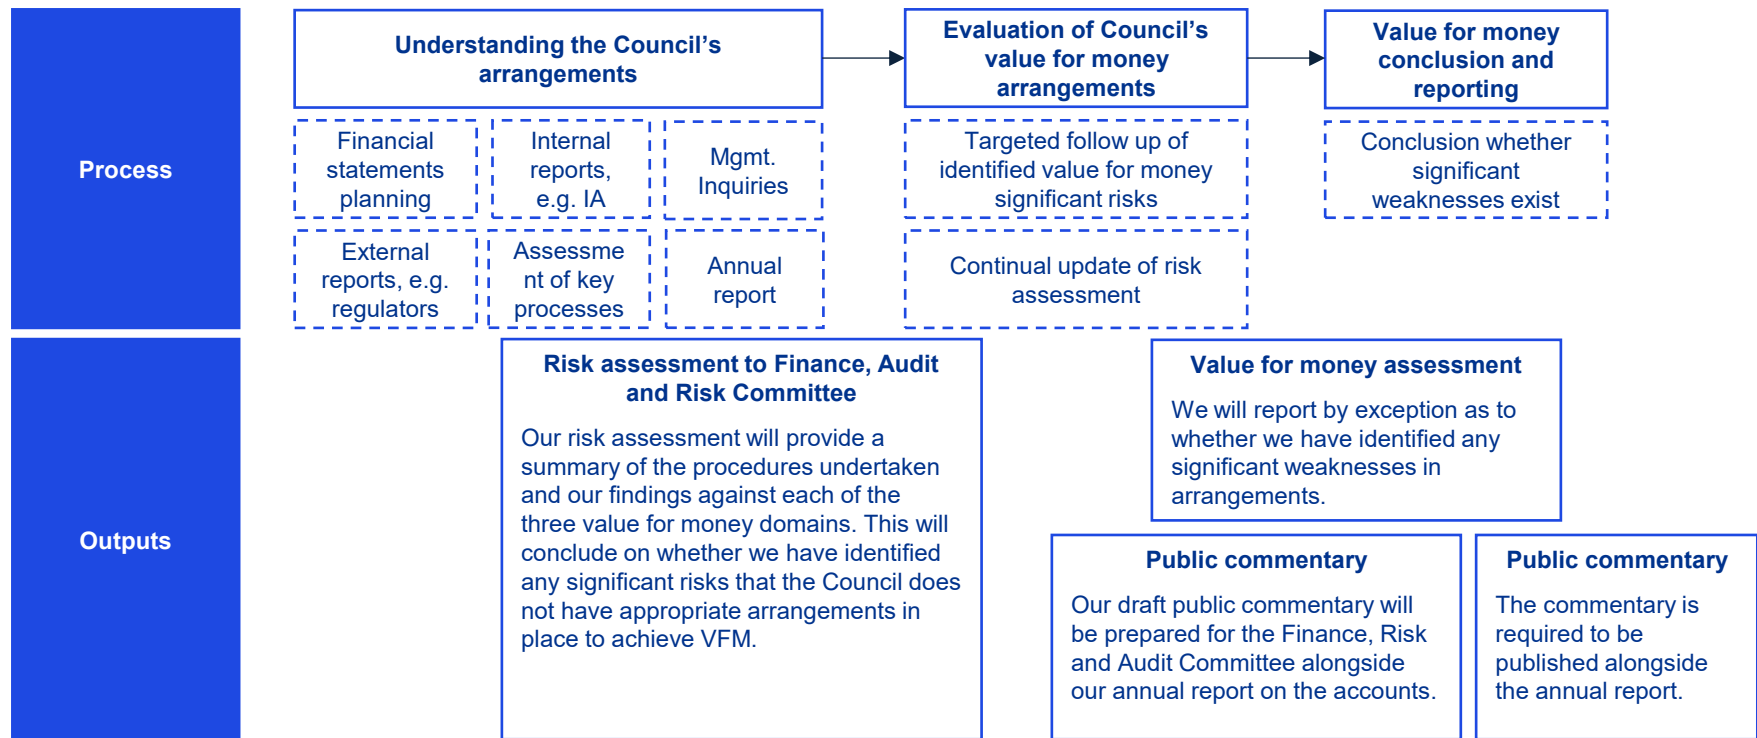 Process
Understanding the Council's
arrangements
Evaluation of Council's
value for money
arrangements
Value for money
conclusion and
reporting
Financial
statements
planning
Internal
reports,
e.g. IA
Mgmt.
Inquiries
Targeted follow up of
identified value for money
significant risks
Conclusion whether
significant
weaknesses exist
External
reports, e.g.
regulators
Assessme
nt of key
processes
Annual
report
Continual update of risk
assessment
Outputs
Risk assessment to Finance, Audit
and Risk Committee
Our risk assessment will provide a
summary of the procedures undertaken
and our findings against each of the
three value for money domains. This will
conclude on whether we have identified
any significant risks that the Council does
not have appropriate arrangements in
place to achieve VFM.
Value for money assessment
We will report by exception as to
whether we have identified any
significant weaknesses in
arrangements.
Public commentary
Our draft public commentary will
be prepared for the Finance, Risk
and Audit Committee alongside
our annual report on the accounts.
Public commentary
The commentary is
required to be
published alongside
the annual report.